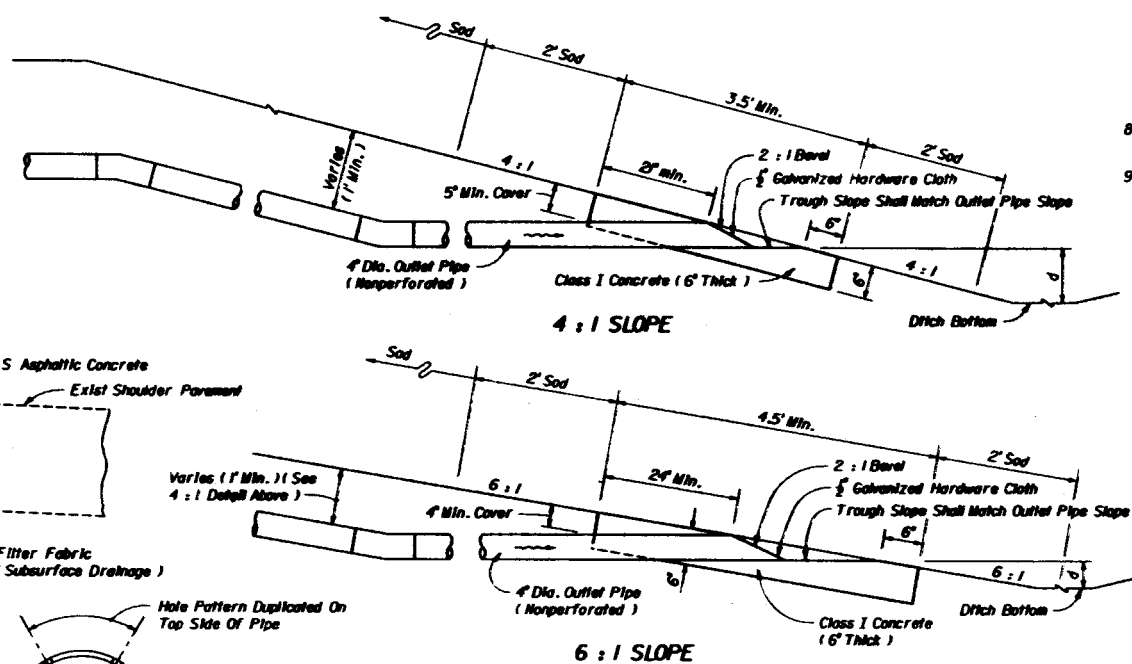 Sod
2' Sod
3.5' Min.
2' Sod
8
9
Varies
(1' Min.)
4 : 1
5" Min. Cover
2 : 1 Bevel
Galvanized Hardware Cloth
Trough Slope Shall Match Outlet Pipe Slope
6"
4" Dia. Outlet Pipe
( Nonperforated )
Class I Concrete ( 6" Thick )
6"
4 : 1
d
Ditch Bottom
4 : 1 SLOPE
S Asphaltic Concrete
Exist Shoulder Pavement
Filter Fabric
Subsurface Drainage )
Hole Pattern Duplicated On
Top Side Of Pipe
Sod
2' Sod
4.5' Min.
2' Sod
Varies ( 1' Min. ) ( See
4 : 1 Detail Above )
6 : 1
24" Min.
4" Min. Cover
2 : 1 Bevel
Galvanized Hardware Cloth
Trough Slope Shall Match Outlet Pipe Slope
6"
6 : 1
d
4" Dia. Outlet Pipe
( Nonperforated )
6"
Class I Concrete
( 6" Thick )
Ditch Bottom
6 : 1 SLOPE